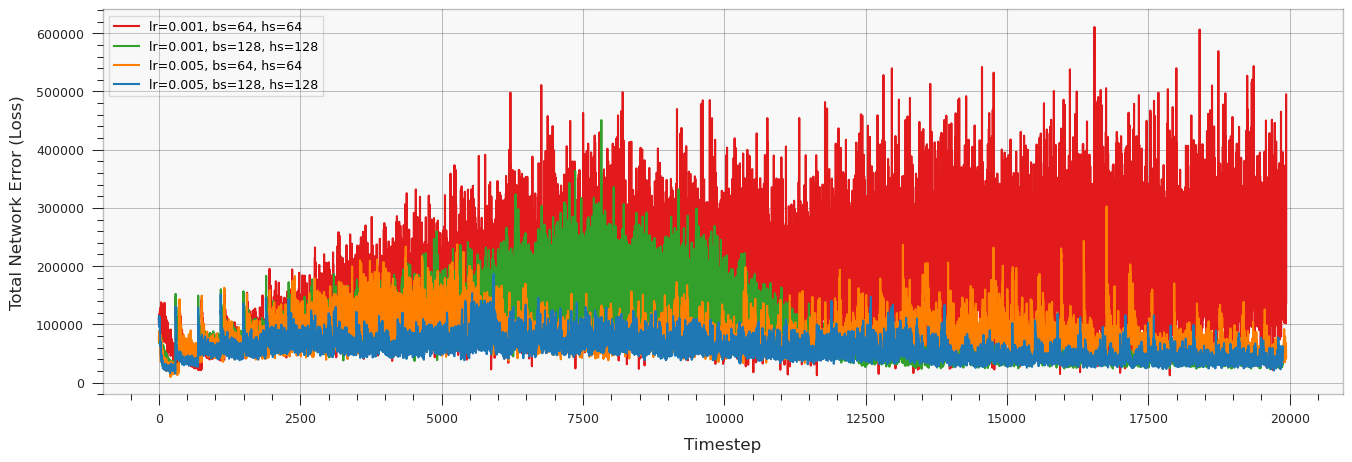 lr=0.001, bs=64, hs=64
lr=0.001, bs=128, hs=128
lr=0.005, bs=64, hs=64
lr=0.005, bs=128, hs=128
Total Network Error (Loss)
600000
500000
400000
300000
200000
100000
0
0 2500 5000 7500 10000 12500 15000 17500 20000
Timestep